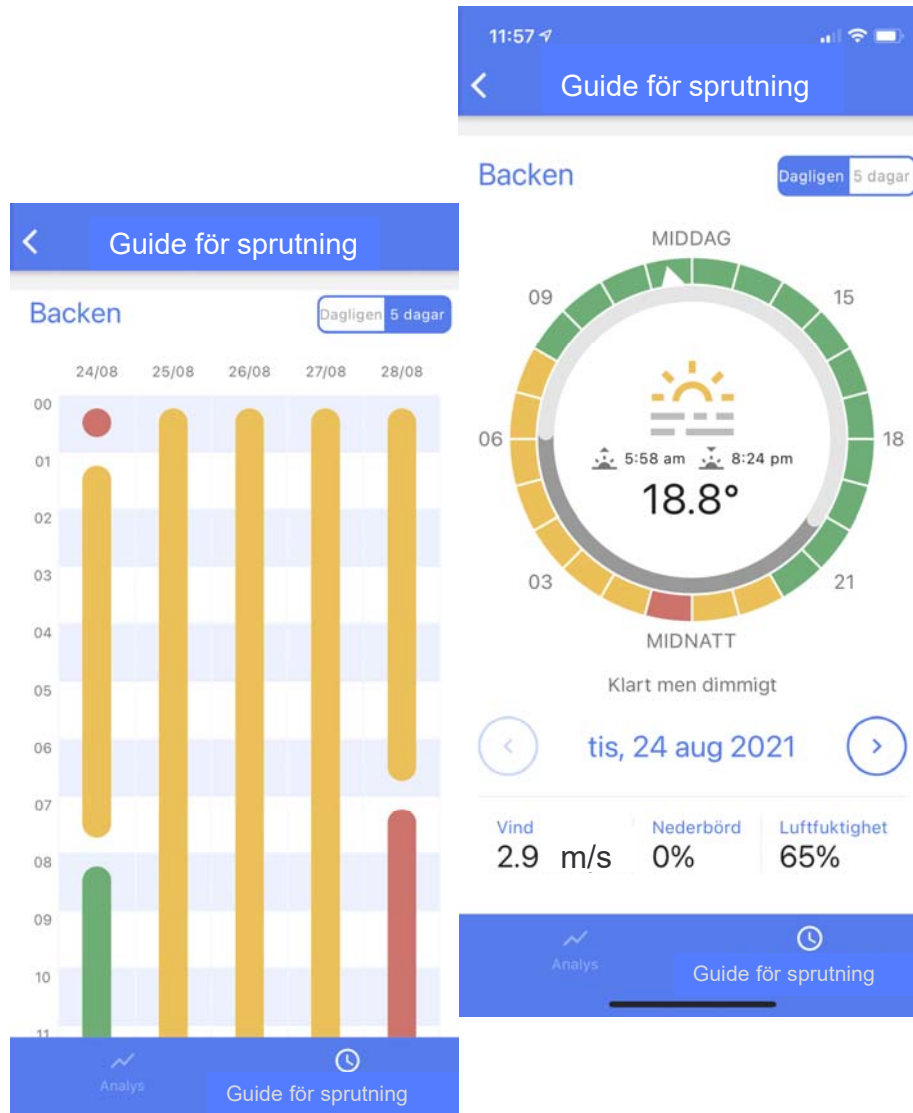 Guide för sprutning
Backen
Dagligen 5 dagar
24/08 25/08 26/08 27/08 28/08
00
01
02
03
04
05
06
07
08
09
10
11
Analys
Guide för sprutning
11:57
Guide för sprutning
Backen
Dagligen 5 dagar
MIDDAG
09 15
06 18
5:58 am 8:24 pm
18.8°
03 21
MIDNATT
Klart men dimmigt
tis, 24 aug 2021
Vind Nederbörd Luftfuktighet
2.9 m/s 0% 65%
Analys
Guide för sprutning